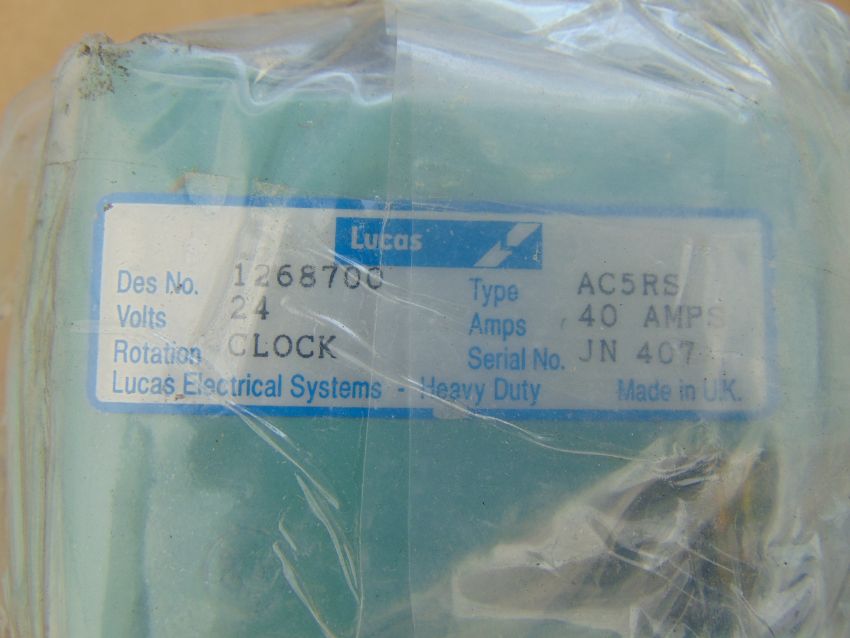 Lucas
Des No. 1268700 Type AC5RS
Volts 24 Amps 40 AMPS
Rotation CLOCK Serial No. JN 407
Lucas Electrical Systems - Heavy Duty Made in U.K.